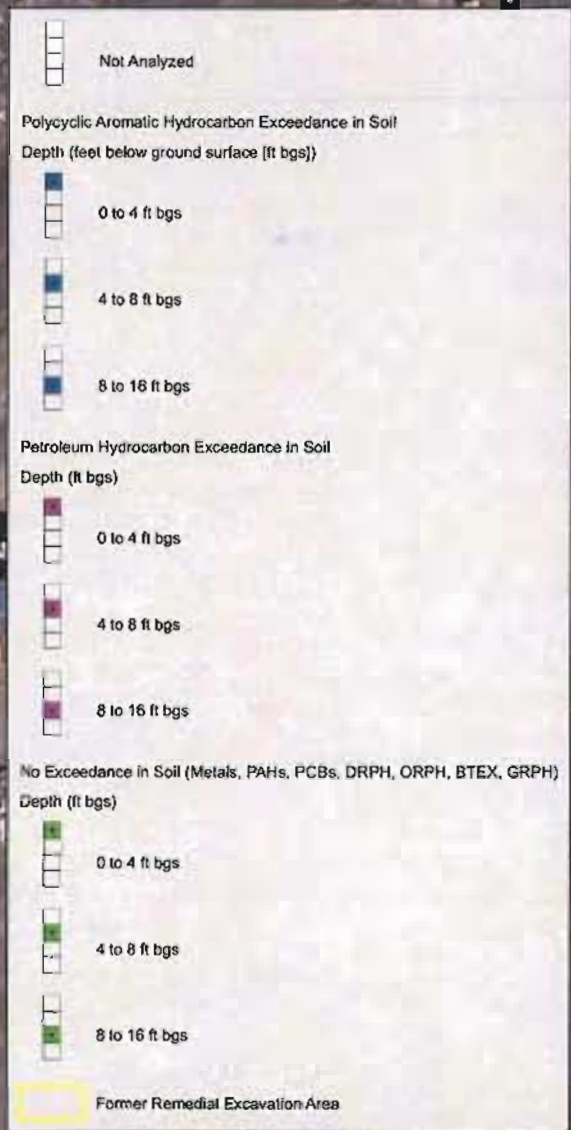 Not Analyzed
Polycyclic Aromatic Hydrocarbon Exceedance in Soil
Depth (feet below ground surface [ft bgs])
0 to 4 ft bgs
4 to 8 ft bgs
8 to 16 ft bgs
Petroleum Hydrocarbon Exceedance in Soil
Depth (ft bgs)
0 to 4 ft bgs
4 to 8 ft bgs
8 to 16 ft bgs
No Exceedance in Soil (Metals, PAHs, PCBs, DRPH, ORPH, BTEX, GRPH)
Depth (ft bgs)
0 to 4 ft bgs
4 to 8 ft bgs
8 to 16 ft bgs
Former Remedial Excavation Area